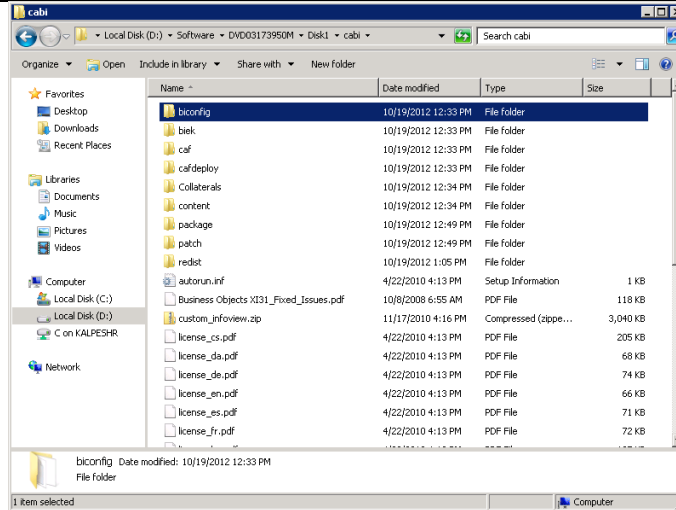 cabi
Local Disk (D:) Software DVD03173950M Disk1 cabi Search cabi
Organize Open Include in library Share with New folder
Name Date modified Type Size
Favorites
Desktop
Downloads
Recent Places
Libraries
Documents
Music
Pictures
Videos
Computer
Local Disk (C:)
Local Disk (D:)
C on KALPESHR
Network
biconfig 10/19/2012 12:33 PM File folder
biek 10/19/2012 12:33 PM File folder
caf 10/19/2012 12:33 PM File folder
cafdeploy 10/19/2012 12:33 PM File folder
Collaterals 10/19/2012 12:34 PM File folder
content 10/19/2012 12:34 PM File folder
package 10/19/2012 12:49 PM File folder
patch 10/19/2012 12:49 PM File folder
redist 10/19/2012 1:05 PM File folder
autorun.inf 4/22/2010 4:13 PM Setup Information 1 KB
Business Objects XI31_Fixed_Issues.pdf 10/8/2008 6:55 AM PDF File 118 KB
custom_infoview.zip 11/17/2010 4:16 PM Compressed (zippe... 3,040 KB
license_cs.pdf 4/22/2010 4:13 PM PDF File 205 KB
license_da.pdf 4/22/2010 4:13 PM PDF File 68 KB
license_de.pdf 4/22/2010 4:13 PM PDF File 74 KB
license_en.pdf 4/22/2010 4:13 PM PDF File 66 KB
license_es.pdf 4/22/2010 4:13 PM PDF File 71 KB
license_fr.pdf 4/22/2010 4:13 PM PDF File 72 KB
biconfig Date modified: 10/19/2012 12:33 PM
File folder
1 item selected Computer